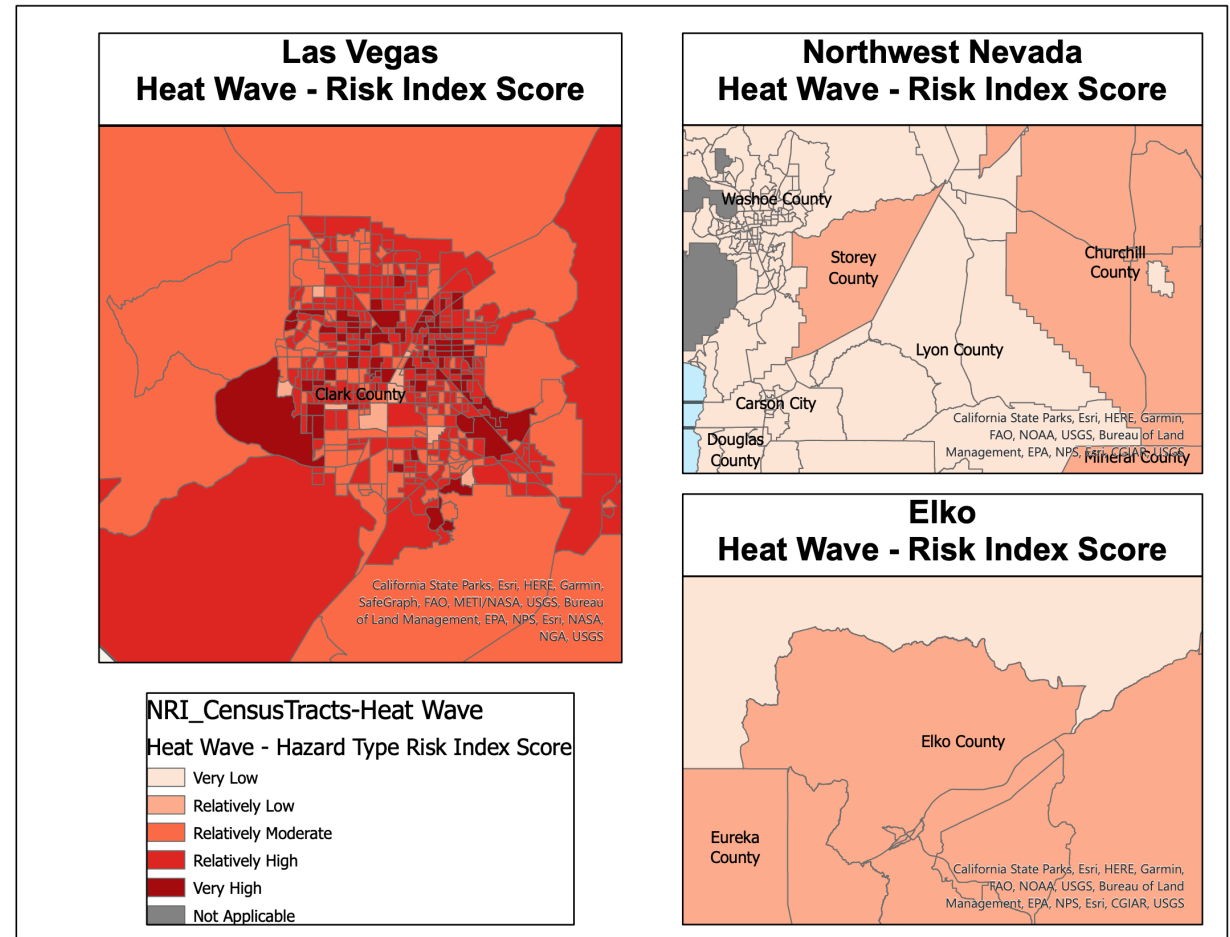 Las Vegas
Heat Wave - Risk Index Score
Clark County
California State Parks, Esri, HERE, Garmin,
SafeGraph, FAO, METI/NASA, USGS, Bureau
of Land Management, EPA, NPS, Esri, NASA,
NGA, USGS
NRI_CensusTracts-Heat Wave
Heat Wave - Hazard Type Risk Index Score
Very Low
Relatively Low
Relatively Moderate
Relatively High
Very High
Not Applicable
Northwest Nevada
Heat Wave - Risk Index Score
Washoe County
Storey
County
Churchill
County
Lyon County
Carson City
Douglas
County
California State Parks, Esri, HERE, Garmin,
FAO, NOAA, USGS, Bureau of Land
Management, EPA, NPS, Esri, CGIAR, USGS
Mineral County
Elko
Heat Wave - Risk Index Score
Elko County
Eureka
County
California State Parks, Esri, HERE, Garmin,
FAO, NOAA, USGS, Bureau of Land
Management, EPA, NPS, Esri, CGIAR, USGS